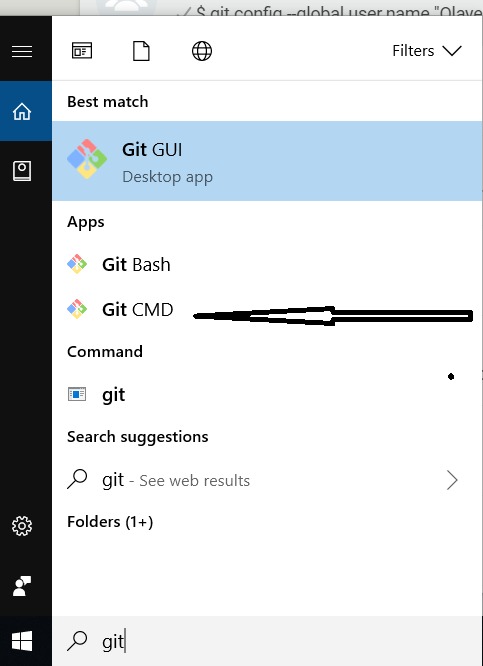 ✓ $ git config --global user.name "Olaye
Filters
Best match
Git GUI
Desktop app
Apps
Git Bash
Git CMD
Command
git
Search suggestions
git - See web results
Folders (1+)
git